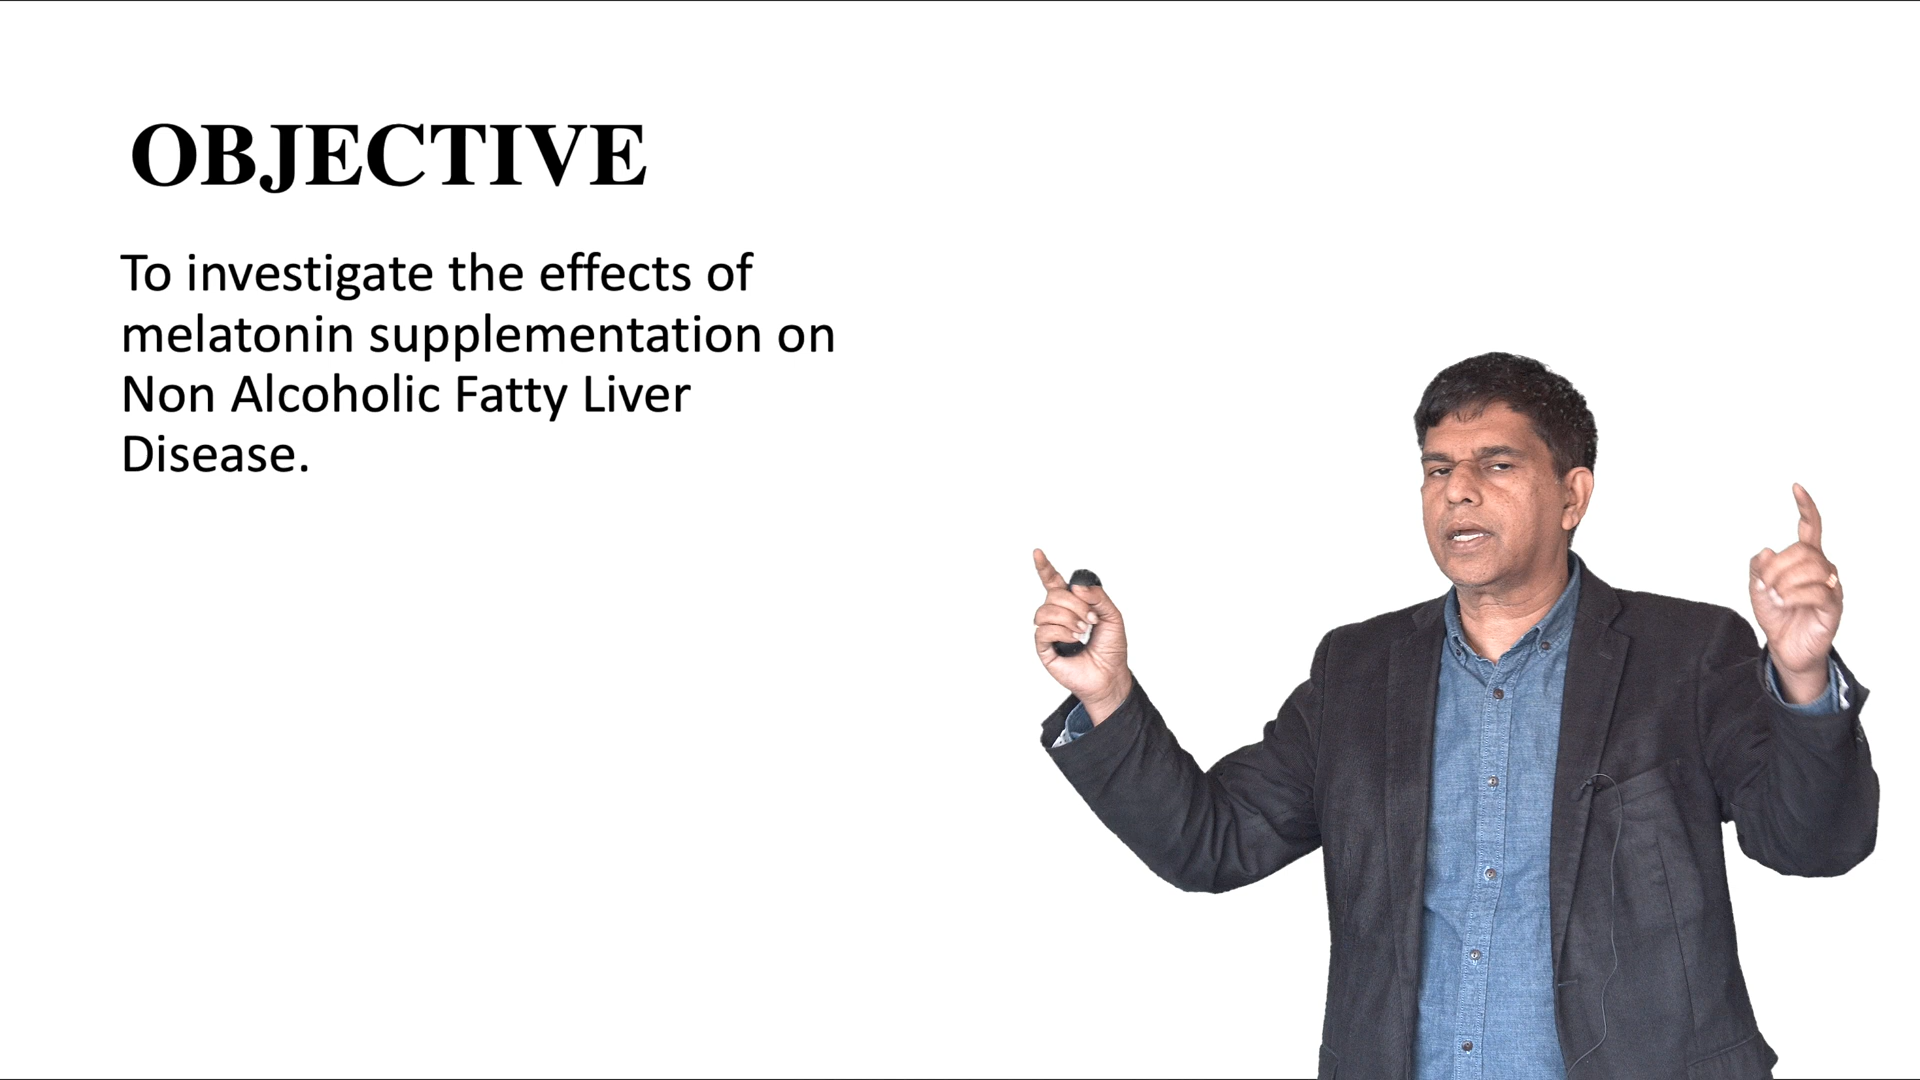 OBJECTIVE
To investigate the effects of
melatonin supplementation on
Non Alcoholic Fatty Liver
Disease.